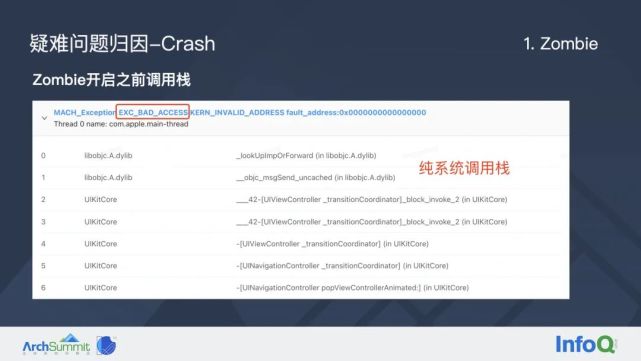 疑难问题归因-Crash
1. Zombie
Zombie开启之前调用栈
MACH_Exception EXC_BAD_ACCESS KERN_INVALID_ADDRESS fault_address:0x0000000000000000
Thread 0 name: com.apple.main-thread
0 libobjc.A.dylib _lookUpImpOrForward (in libobjc.A.dylib)
纯系统调用栈
1 libobjc.A.dylib __objc_msgSend_uncached (in libobjc.A.dylib)
2 UIKitCore ____42-[UIViewController _transitionCoordinator]_block_invoke_2 (in UIKitCore)
3 UIKitCore ____42-[UIViewController _transitionCoordinator]_block_invoke_2 (in UIKitCore)
4 UIKitCore -[UIViewController _transitionCoordinator] (in UIKitCore)
5 UIKitCore -[UINavigationController _transitionCoordinator] (in UIKitCore)
6 UIKitCore -[UINavigationController popViewControllerAnimated:] (in UIKitCore)
ArchSummit
InfoQ